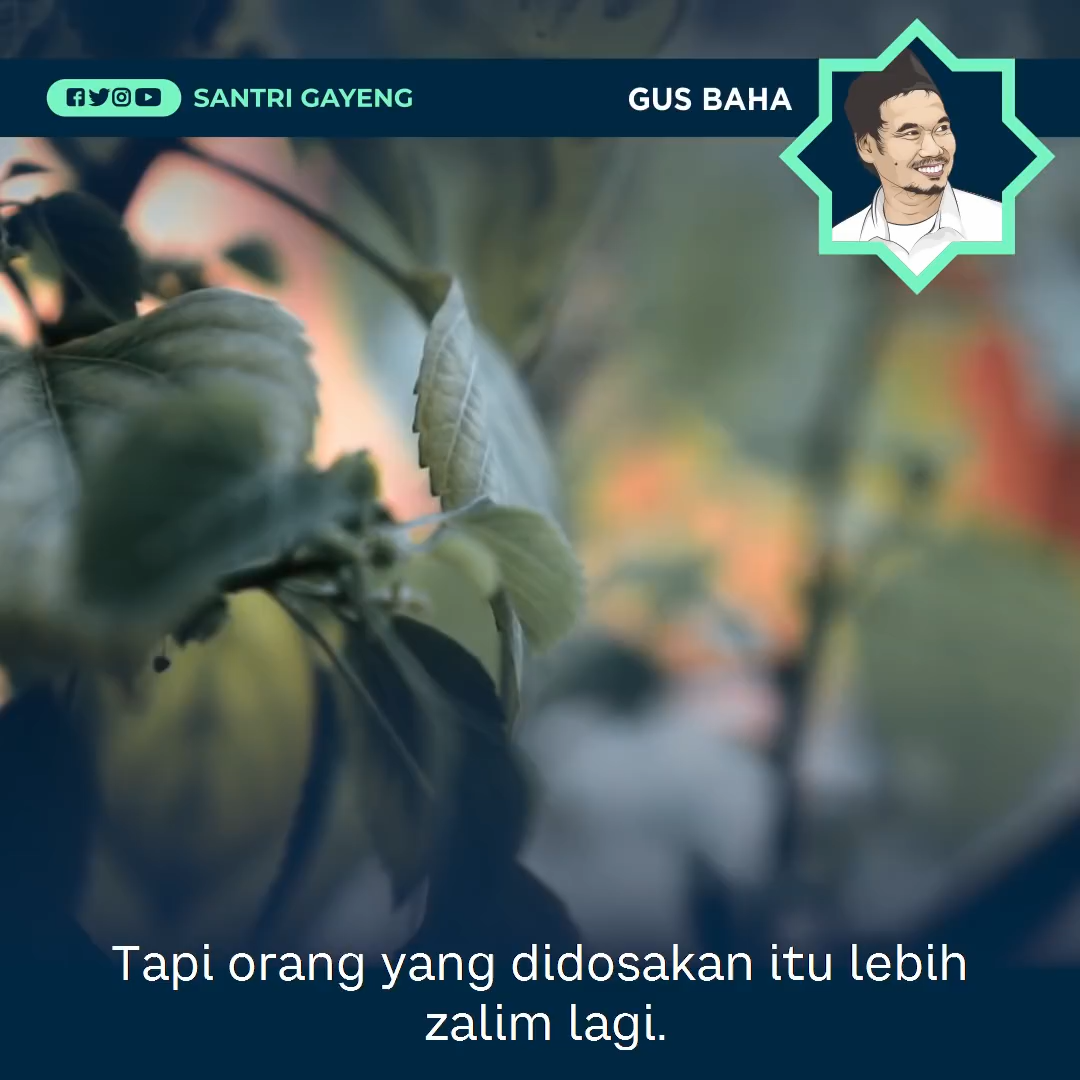 SANTRI GAYENG
GUS BAHA
Tapi orang yang didosakan itu lebih
zalim lagi.